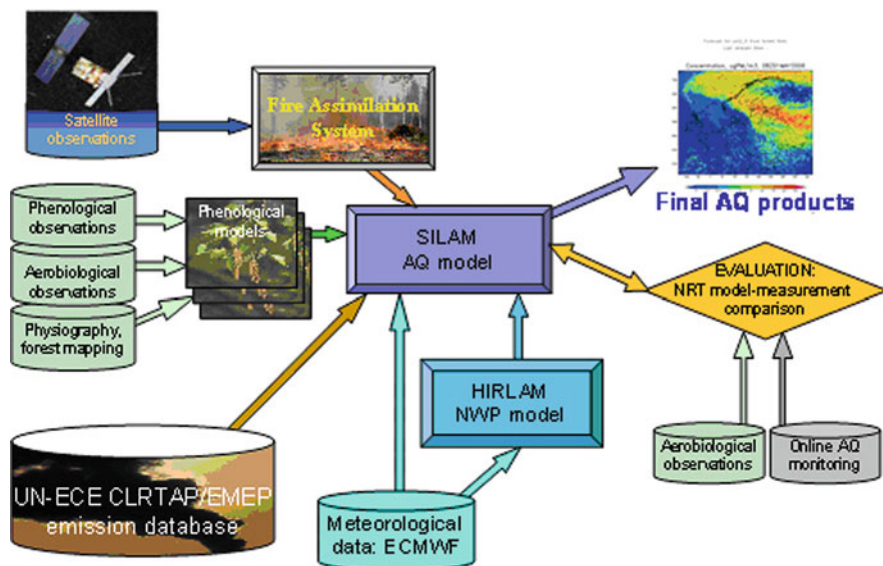 Satellite
observations
Fire Assimilation
System
Final AQ products
Phenological
observations
Phenological
models
Aerobiological
observations
Physiography,
forest mapping
SILAM
AQ model
EVALUATION:
NRT model-measurement
comparison
HIRLAM
NWP model
Aerobiological
observations
Online AQ
monitoring
UN-ECE CLRTAP/EMEP
emission database
Meteorological
data: ECMWF